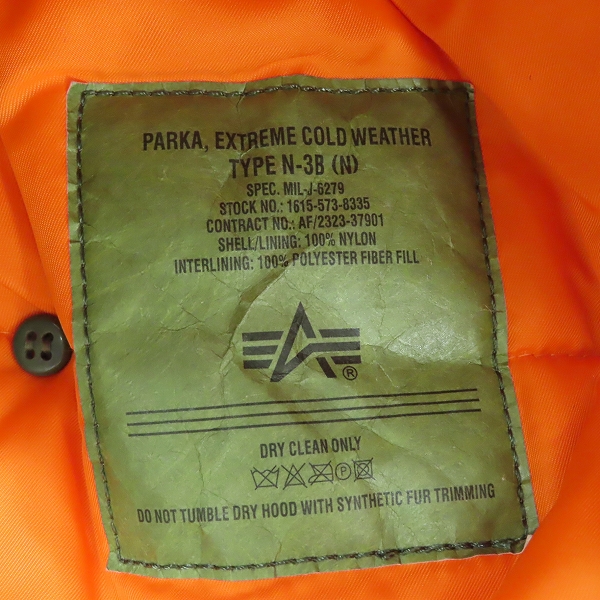 PARKA, EXTREME COLD WEATHER
TYPE N-3B (N)
SPEC. MIL-J-6279
STOCK NO.: 1615-573-8335
CONTRACT NO.: AF/2323-37901
SHELL/LINING: 100% NYLON
INTERLINING: 100% POLYESTER FIBER FILL
®
DRY CLEAN ONLY
P
DO NOT TUMBLE DRY HOOD WITH SYNTHETIC FUR TRIMMING